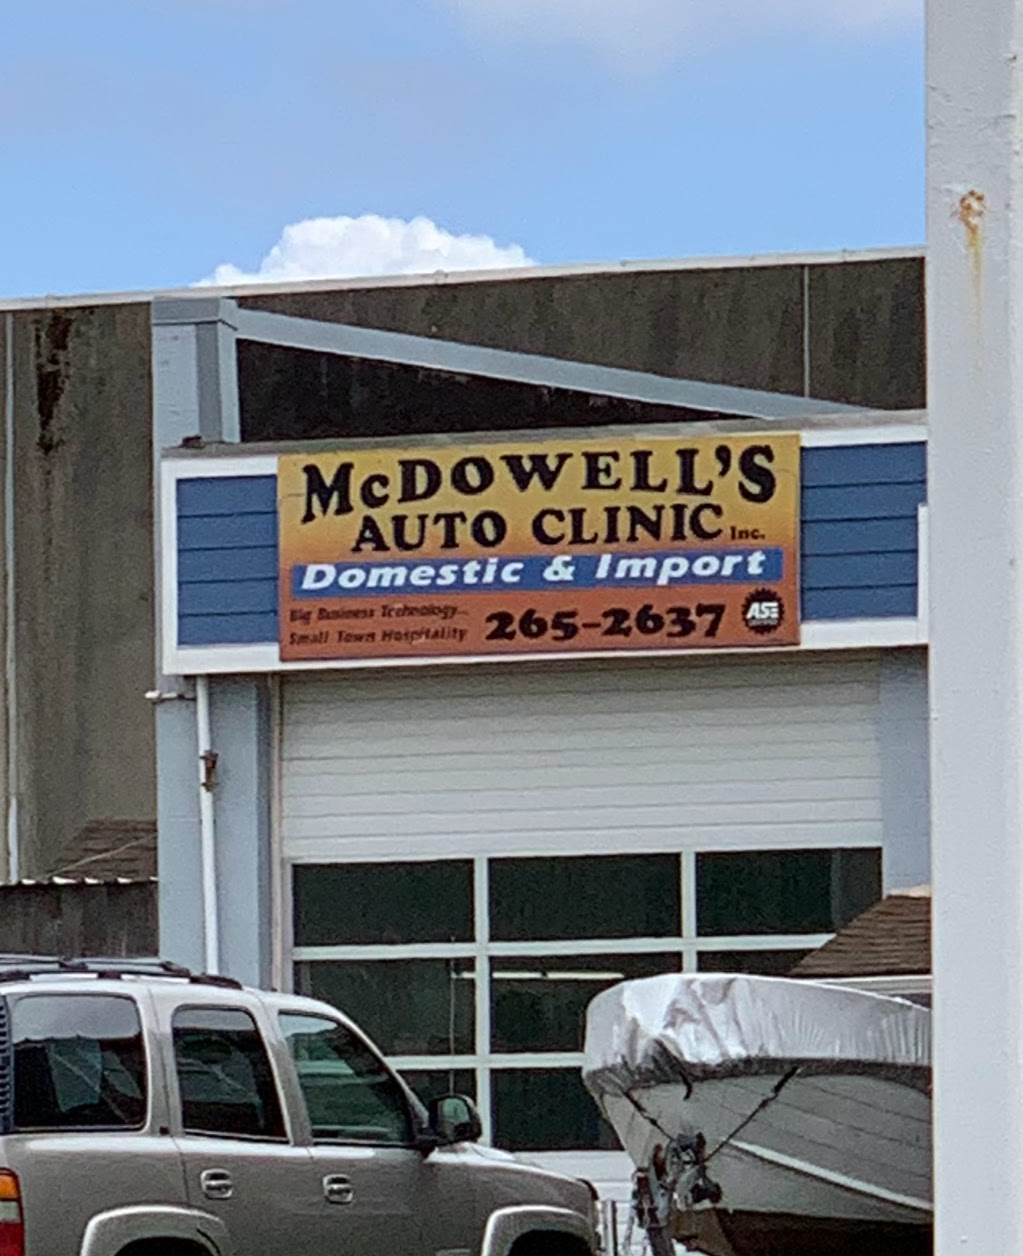 McDOWELL'S
AUTO CLINIC Inc.
Domestic & Import
Big Business Technology...
Small Town Hospitality
265-2637
ASE